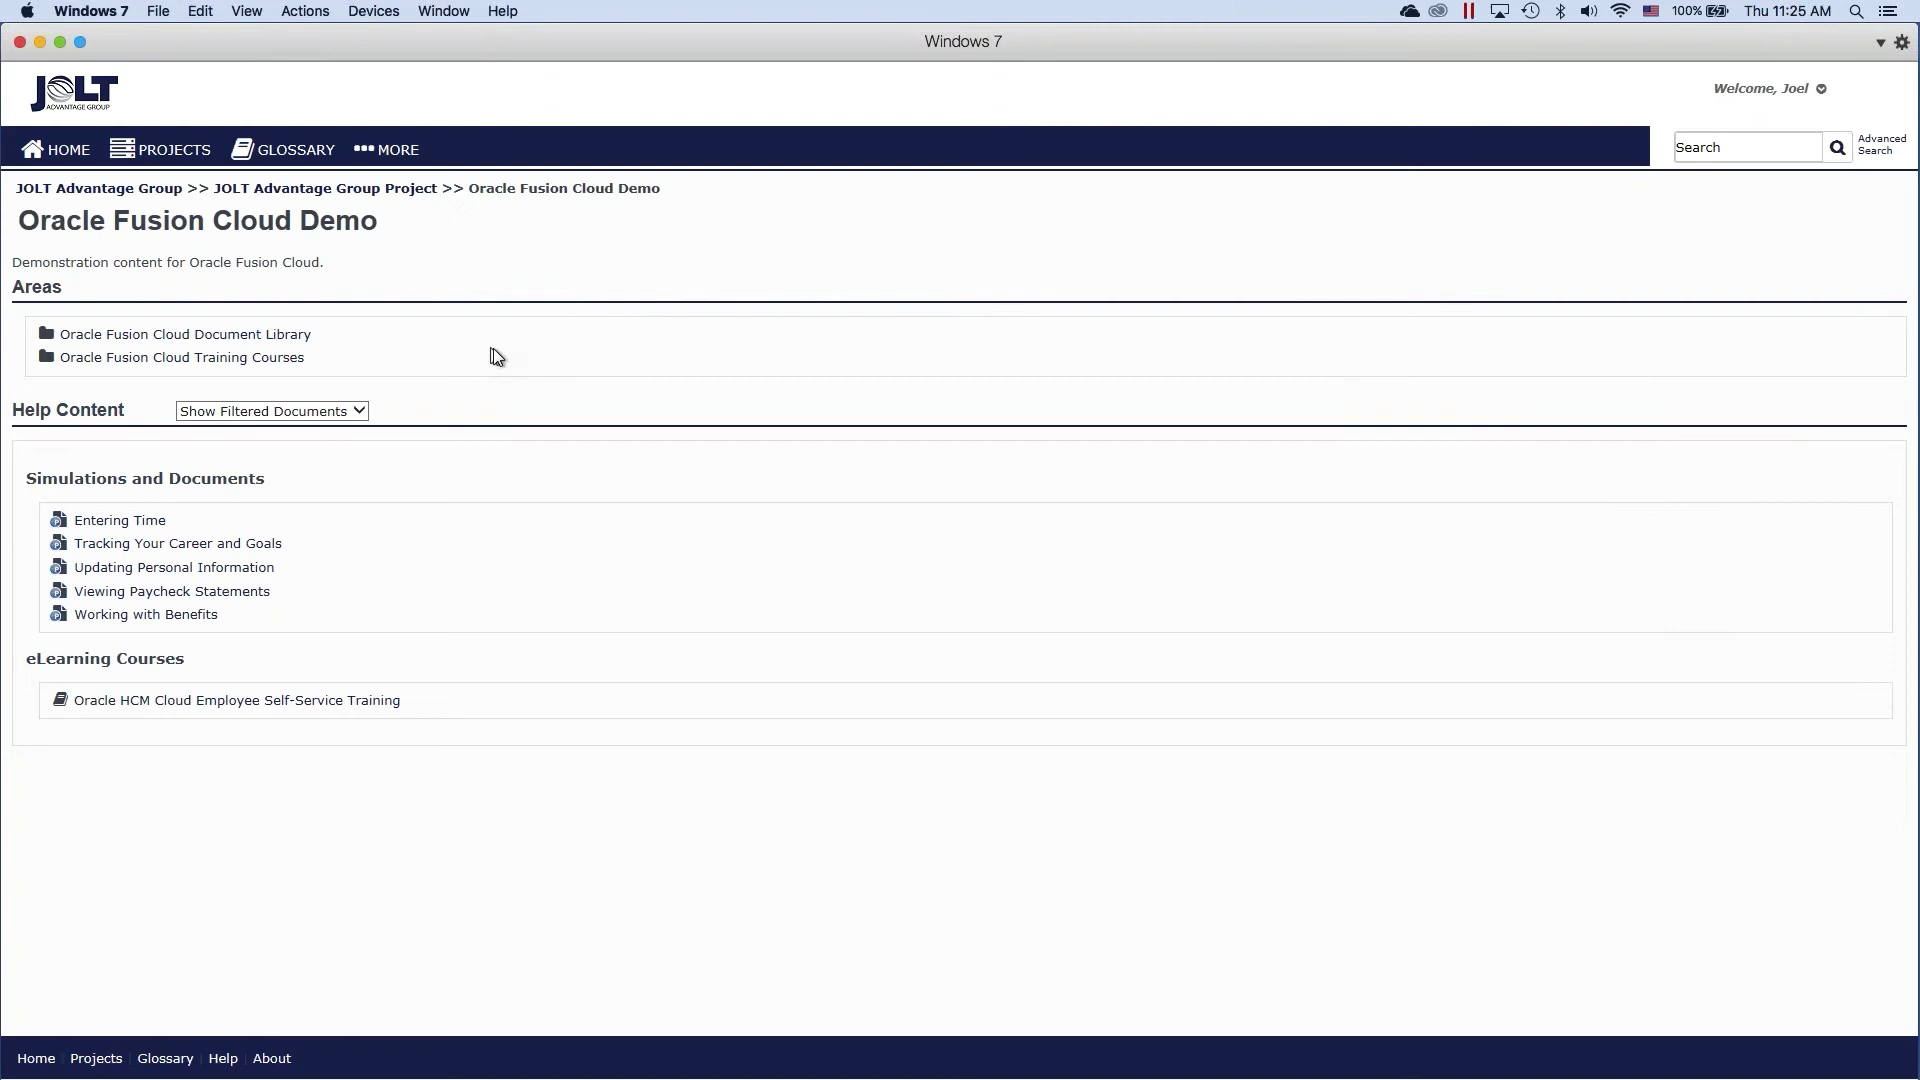 Windows 7 File Edit View Actions Devices Window Help 100% Thu 11:25 AM
Windows 7
JOLT
ADVANTAGE GROUP
Welcome, Joel
HOME PROJECTS GLOSSARY MORE Search Advanced Search
JOLT Advantage Group >> JOLT Advantage Group Project >> Oracle Fusion Cloud Demo
Oracle Fusion Cloud Demo
Demonstration content for Oracle Fusion Cloud.
Areas
Oracle Fusion Cloud Document Library
Oracle Fusion Cloud Training Courses
Help Content Show Filtered Documents
Simulations and Documents
Entering Time
Tracking Your Career and Goals
Updating Personal Information
Viewing Paycheck Statements
Working with Benefits
eLearning Courses
Oracle HCM Cloud Employee Self-Service Training
Home Projects Glossary Help About